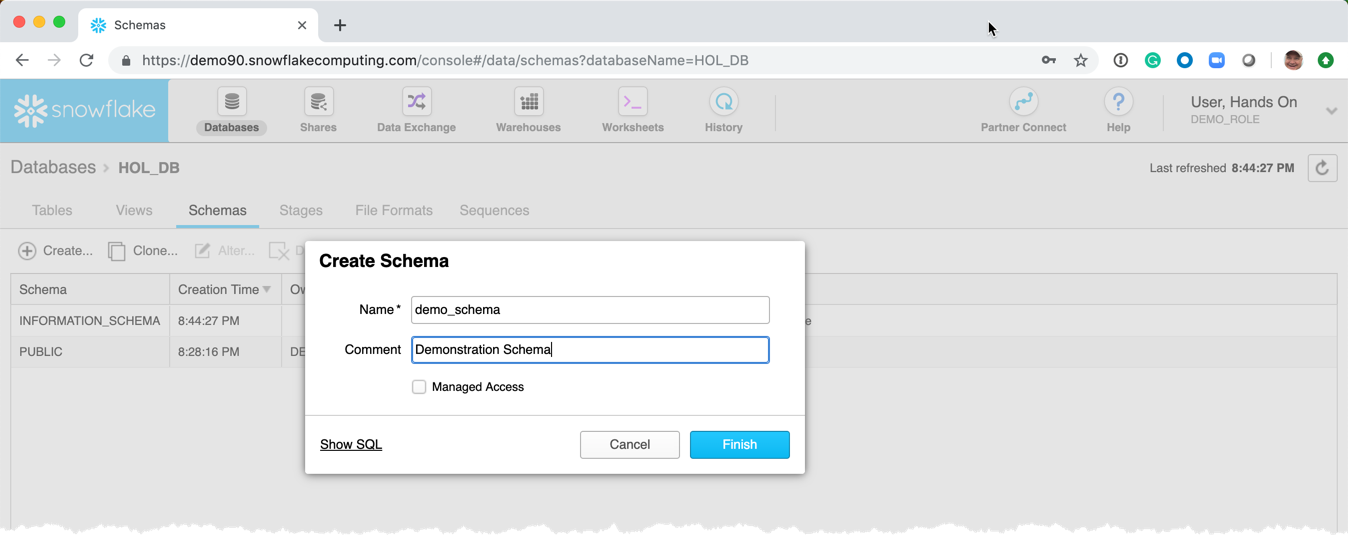 Schemas
https://demo90.snowflakecomputing.com/console#/data/schemas?databaseName=HOL_DB
snowflake
Databases Shares Data Exchange Warehouses Worksheets History Partner Connect Help User, Hands On
DEMO_ROLE
Databases > HOL_DB Last refreshed 8:44:27 PM
Tables Views Schemas Stages File Formats Sequences
Create... Clone... Alter... D
Schema Creation Time Ow
INFORMATION_SCHEMA 8:44:27 PM e
PUBLIC 8:28:16 PM DE
Create Schema
Name * demo_schema
Comment Demonstration Schema
Managed Access
Show SQL Cancel Finish